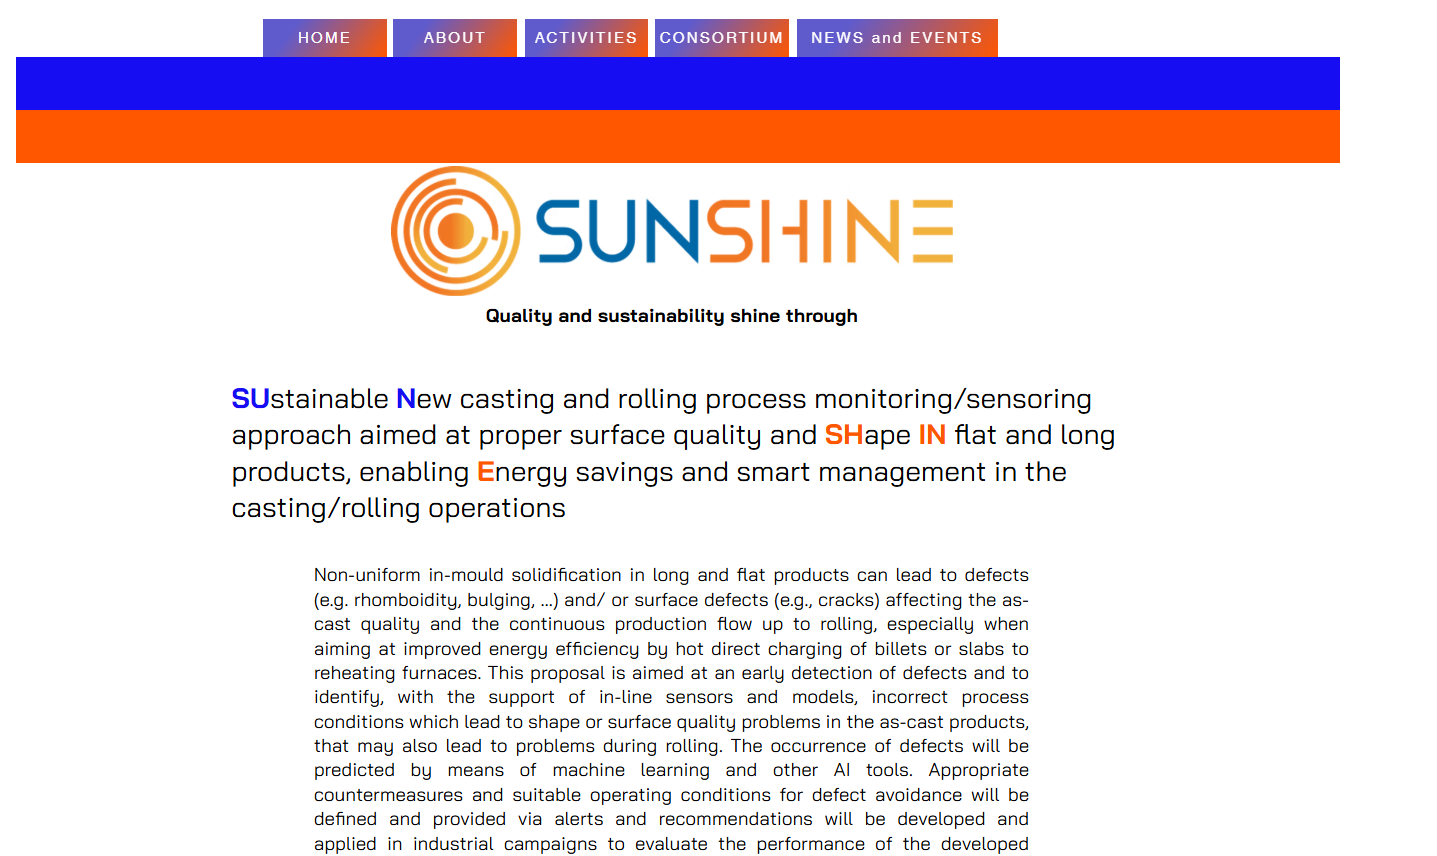 HOME ABOUT ACTIVITIES CONSORTIUM NEWS and EVENTS
SUNSHINE
Quality and sustainability shine through
SUstainable New casting and rolling process monitoring/sensoring
approach aimed at proper surface quality and SHape IN flat and long
products, enabling Energy savings and smart management in the
casting/rolling operations
Non-uniform in-mould solidification in long and flat products can lead to defects
(e.g. rhomboidity, bulging, ...) and/ or surface defects (e.g., cracks) affecting the as-
cast quality and the continuous production flow up to rolling, especially when
aiming at improved energy efficiency by hot direct charging of billets or slabs to
reheating furnaces. This proposal is aimed at an early detection of defects and to
identify, with the support of in-line sensors and models, incorrect process
conditions which lead to shape or surface quality problems in the as-cast products,
that may also lead to problems during rolling. The occurrence of defects will be
predicted by means of machine learning and other AI tools. Appropriate
countermeasures and suitable operating conditions for defect avoidance will be
defined and provided via alerts and recommendations will be developed and
applied in industrial campaigns to evaluate the performance of the developed